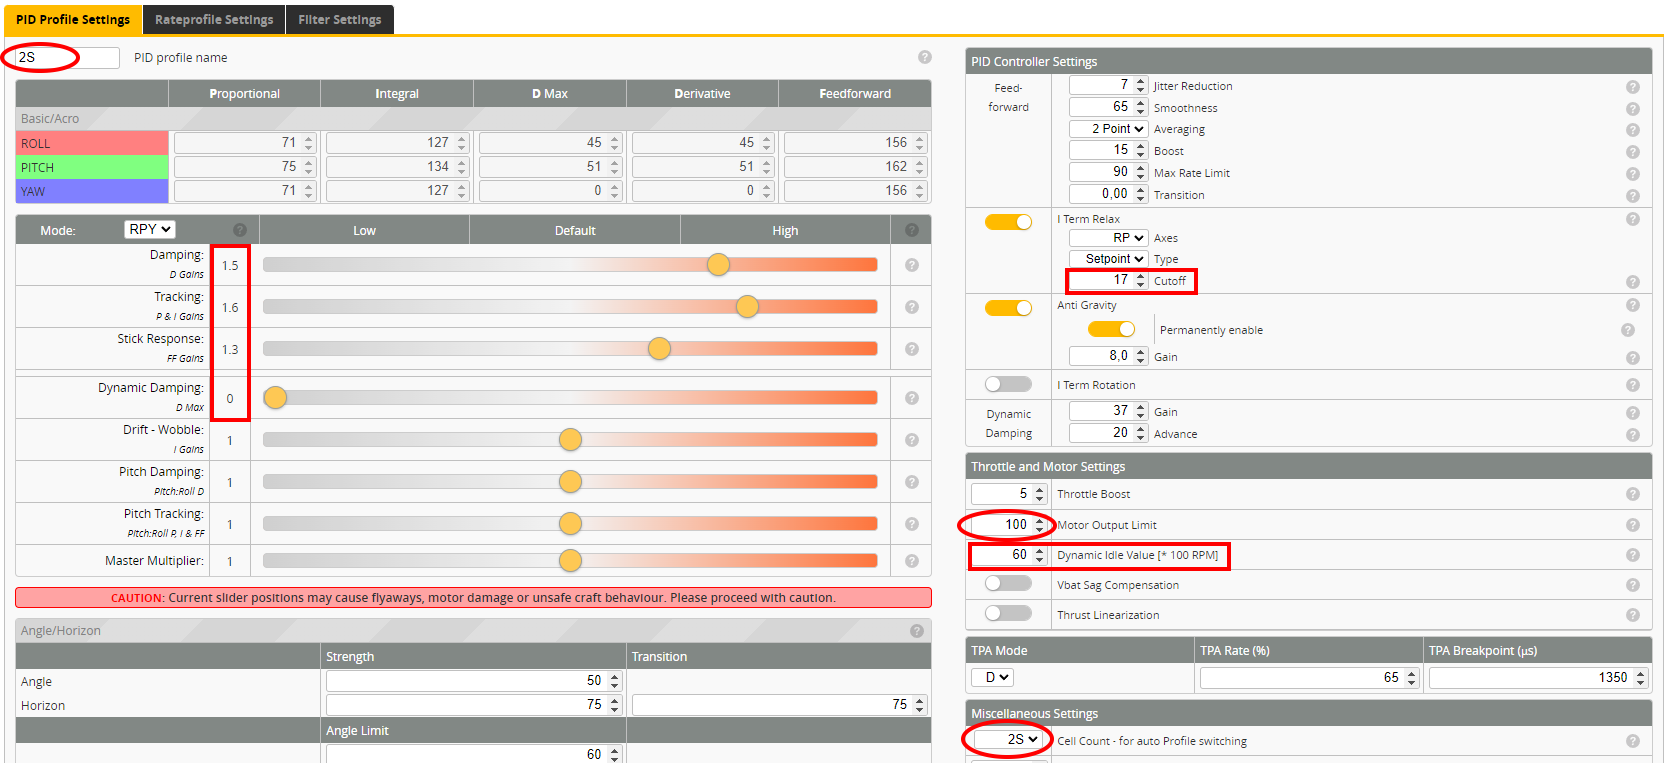 PID Profile Settings Rateprofile Settings Filter Settings
2S PID profile name ?
Proportional Integral D Max Derivative Feedforward
Basic/Acro
ROLL 71 127 45 45 156
PITCH 75 134 51 51 162
YAW 71 127 0 0 156
Mode: RPY ? Low Default High ?
Damping:
D Gains 1.5 ?
Tracking:
P & I Gains 1.6 ?
Stick Response:
FF Gains 1.3 ?
Dynamic Damping:
D Max 0 ?
Drift - Wobble:
I Gains 1 ?
Pitch Damping:
Pitch:Roll D 1 ?
Pitch Tracking:
Pitch:Roll P, I & FF 1 ?
Master Multiplier: 1 ?
CAUTION: Current slider positions may cause flyaways, motor damage or unsafe craft behaviour. Please proceed with caution.
Angle/Horizon ?
Strength Transition
Angle 50
Horizon 75 75
Angle Limit
60
PID Controller Settings
Feed-
forward
7 Jitter Reduction ?
65 Smoothness ?
2 Point Averaging ?
15 Boost ?
90 Max Rate Limit ?
0,00 Transition ?
I Term Relax ?
RP Axes
Setpoint Type
17 Cutoff ?
Anti Gravity ?
Permanently enable ?
8,0 Gain ?
I Term Rotation ?
Dynamic
Damping
37 Gain ?
20 Advance ?
Throttle and Motor Settings
5 Throttle Boost ?
100 Motor Output Limit ?
60 Dynamic Idle Value [* 100 RPM] ?
Vbat Sag Compensation ?
Thrust Linearization ?
TPA Mode TPA Rate (%) TPA Breakpoint (µs)
D 65 1350
Miscellaneous Settings
2S Cell Count - for auto Profile switching ?